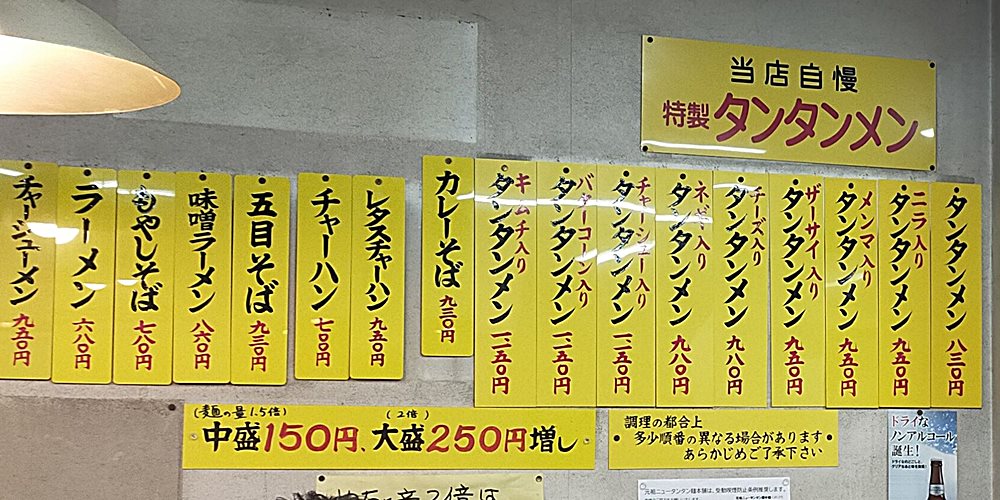 当店自慢
特製タンタンメン
タンタンメン 八三〇円
ニラ入り
タンタンメン 九五〇円
メンマ入り
タンタンメン 九五〇円
ザーサイ入り
タンタンメン 九五〇円
チーズ入り
タンタンメン 九八〇円
ネギ入り
タンタンメン 九八〇円
チャーシュー入り
タンタンメン 一、一五〇円
バターコーン入り
タンタンメン 一、一五〇円
キムチ入り
タンタンメン 一、一五〇円
カレーそば 九三〇円
レタスチャーハン 九五〇円
チャーハン 七〇〇円
五目そば 九三〇円
味噌ラーメン 八六〇円
もやしそば 七八〇円
ラーメン 六八〇円
チャーシューメン 九五〇円
(麺の量1.5倍) (2倍)
中盛150円、大盛250円増し
調理の都合上
多少順番の異なる場合があります
あらかじめご了承下さい
ドライな
ノンアルコール
誕生!